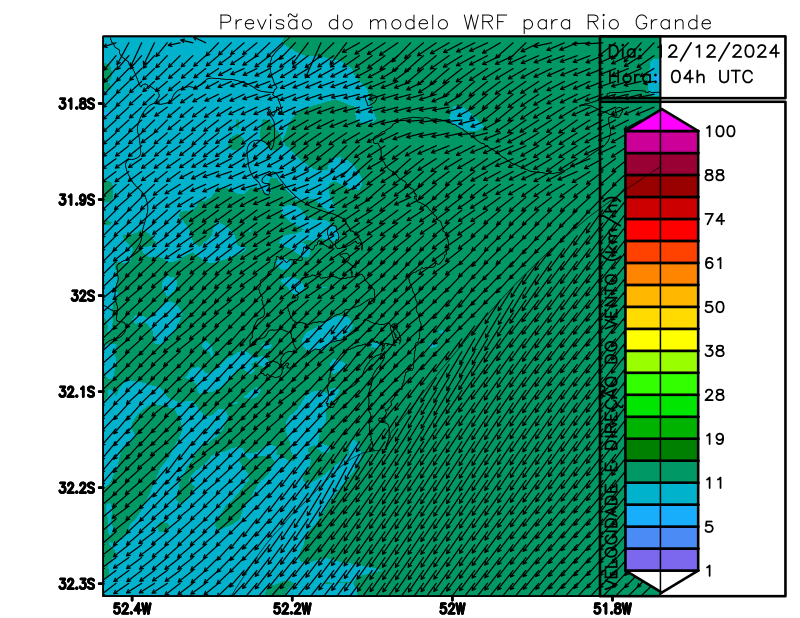 Previsão do modelo WRF para Rio Grande
Dia: 12/12/2024
Hora: 04h UTC
31.8S
31.9S
32S
32.1S
32.2S
32.3S
52.4W
52.2W
52W
51.8W
VELOCIDADE E DIREÇÃO DO VENTO (km/h)
100
88
74
61
50
38
28
19
11
5
1